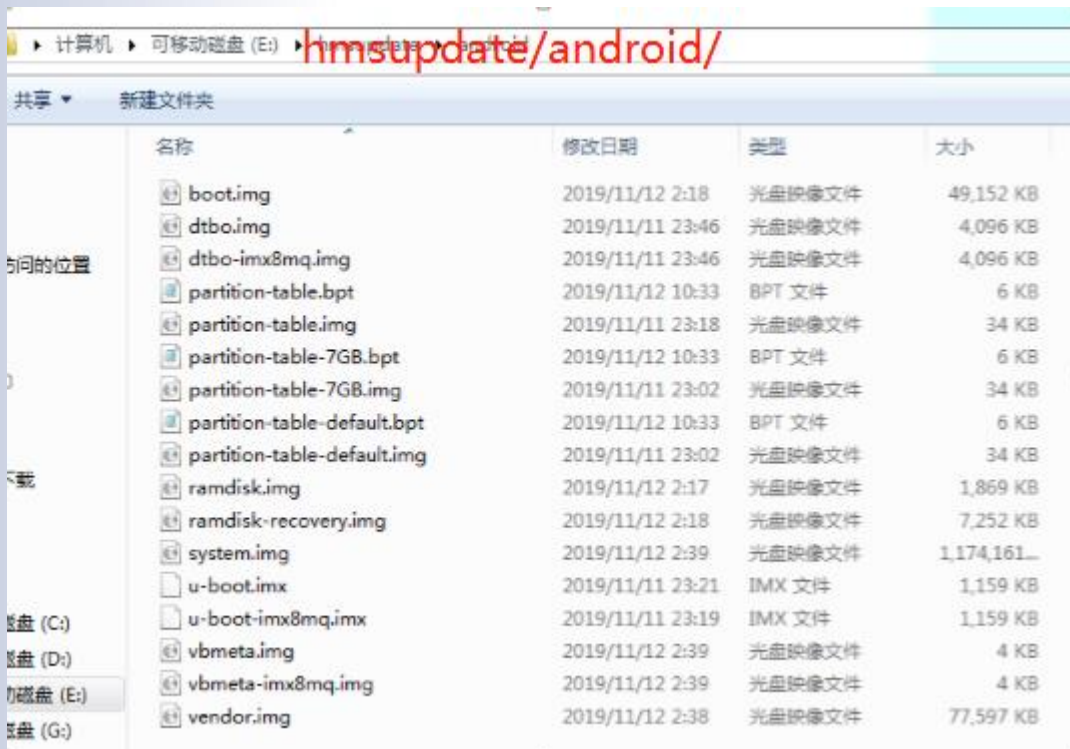 计算机 ▸ 可移动磁盘 (E:) ▸ hmsupdate ▸ android
hmsupdate/android/
共享 新建文件夹
名称 修改日期 类型 大小
boot.img 2019/11/12 2:18 光盘映像文件 49,152 KB
dtbo.img 2019/11/11 23:46 光盘映像文件 4,096 KB
dtbo-imx8mq.img 2019/11/11 23:46 光盘映像文件 4,096 KB
partition-table.bpt 2019/11/12 10:33 BPT 文件 6 KB
partition-table.img 2019/11/11 23:18 光盘映像文件 34 KB
partition-table-7GB.bpt 2019/11/12 10:33 BPT 文件 6 KB
partition-table-7GB.img 2019/11/11 23:02 光盘映像文件 34 KB
partition-table-default.bpt 2019/11/12 10:33 BPT 文件 6 KB
partition-table-default.img 2019/11/11 23:02 光盘映像文件 34 KB
ramdisk.img 2019/11/12 2:17 光盘映像文件 1,869 KB
ramdisk-recovery.img 2019/11/12 2:18 光盘映像文件 7,252 KB
system.img 2019/11/12 2:39 光盘映像文件 1,174,161...
u-boot.imx 2019/11/11 23:21 IMX 文件 1,159 KB
u-boot-imx8mq.imx 2019/11/11 23:19 IMX 文件 1,159 KB
vbmeta.img 2019/11/12 2:39 光盘映像文件 4 KB
vbmeta-imx8mq.img 2019/11/12 2:39 光盘映像文件 4 KB
vendor.img 2019/11/12 2:38 光盘映像文件 77,597 KB
问的位置
下载
盘 (C:)
盘 (D:)
磁盘 (E:)
盘 (G:)